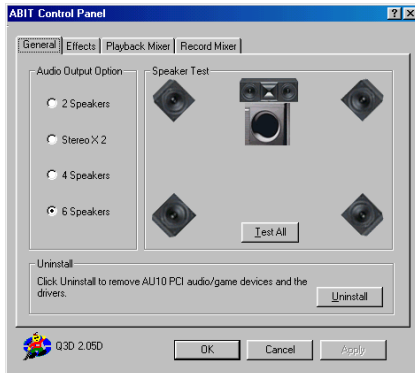 ABIT Control Panel
General Effects Playback Mixer Record Mixer
Audio Output Option
2 Speakers
Stereo X 2
4 Speakers
6 Speakers
Speaker Test
Test All
Uninstall
Click Uninstall to remove AU10 PCI audio/game devices and the
drivers.
Uninstall
Q3D 2.05D
OK Cancel Apply